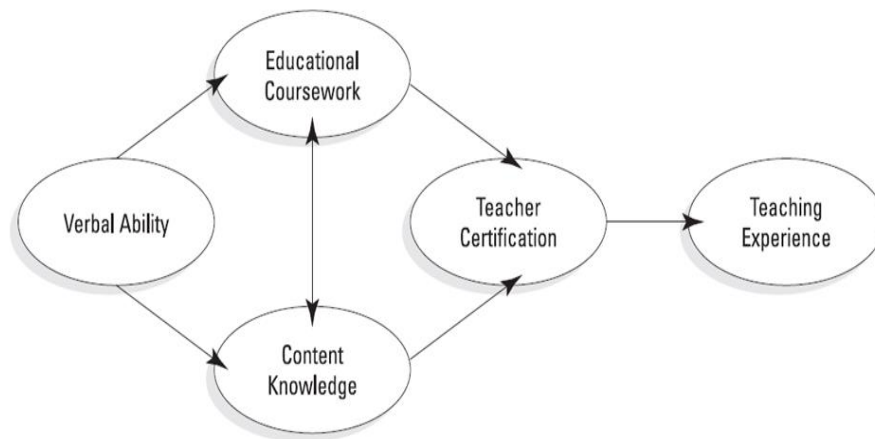 Educational
Coursework
Verbal Ability
Teacher
Certification
Teaching
Experience
Content
Knowledge